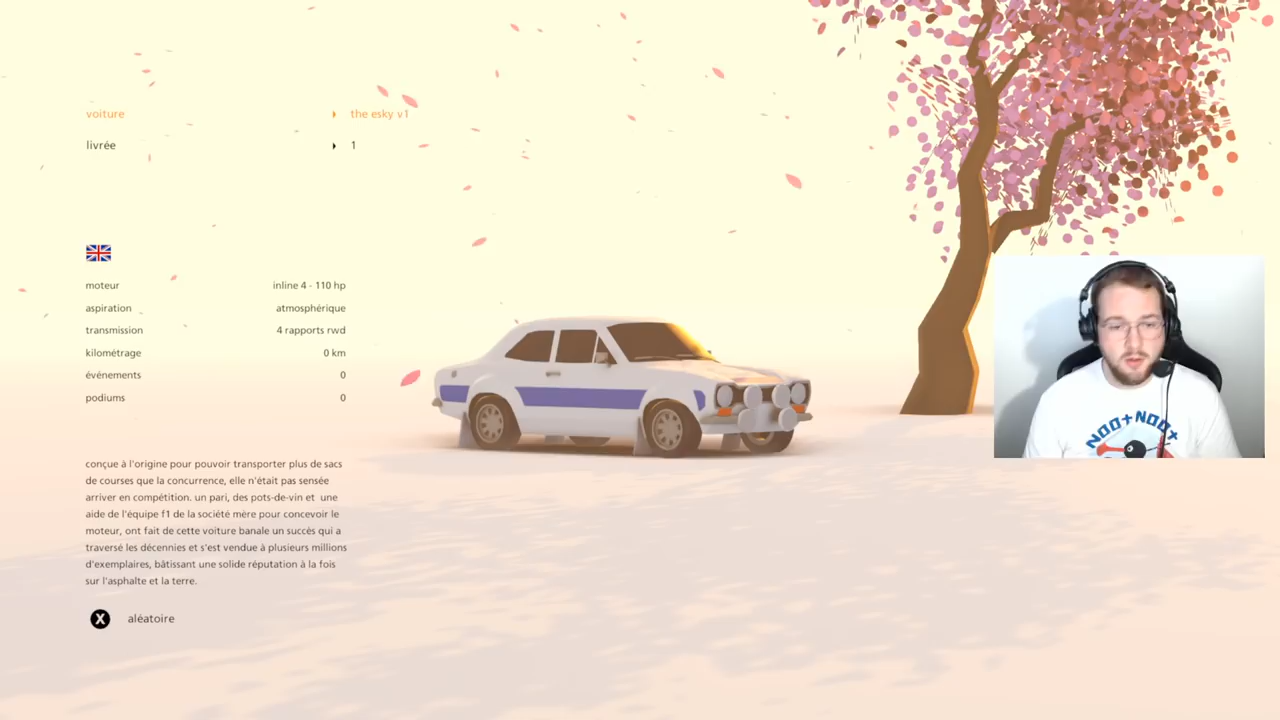 voiture the esky v1
livrée 1
moteur inline 4 - 110 hp
aspiration atmosphérique
transmission 4 rapports rwd
kilométrage 0 km
événements 0
podiums 0
conçue à l'origine pour pouvoir transporter plus de sacs
de courses que la concurrence, elle n'était pas sensée
arriver en compétition. un pari, des pots-de-vin et une
aide de l'équipe f1 de la société mère pour concevoir le
moteur, ont fait de cette voiture banale un succès qui a
traversé les décennies et s'est vendue à plusieurs millions
d'exemplaires, bâtissant une solide réputation à la fois
sur l'asphalte et la terre.
X aléatoire
NOOT NOOT